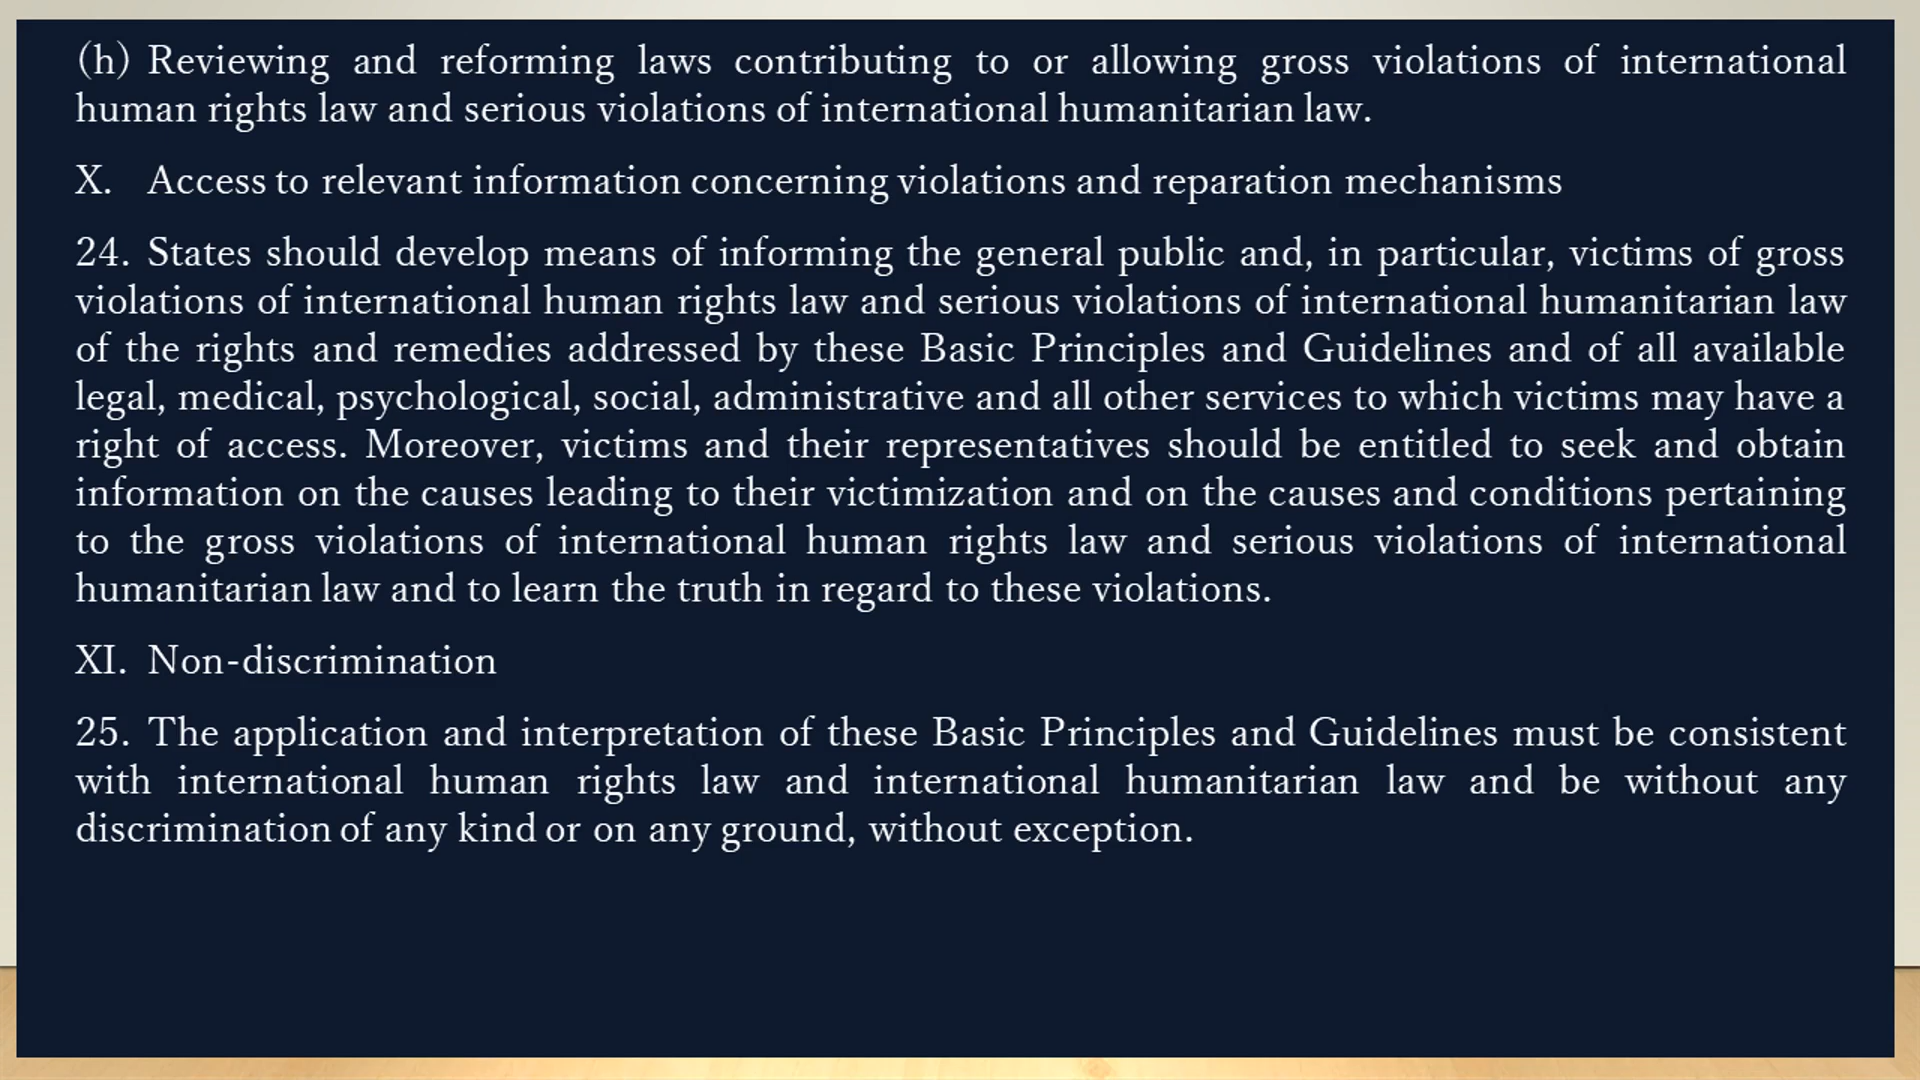 (h) Reviewing and reforming laws contributing to or allowing gross violations of international
human rights law and serious violations of international humanitarian law.
X. Access to relevant information concerning violations and reparation mechanisms
24. States should develop means of informing the general public and, in particular, victims of gross
violations of international human rights law and serious violations of international humanitarian law
of the rights and remedies addressed by these Basic Principles and Guidelines and of all available
legal, medical, psychological, social, administrative and all other services to which victims may have a
right of access. Moreover, victims and their representatives should be entitled to seek and obtain
information on the causes leading to their victimization and on the causes and conditions pertaining
to the gross violations of international human rights law and serious violations of international
humanitarian law and to learn the truth in regard to these violations.
XI. Non-discrimination
25. The application and interpretation of these Basic Principles and Guidelines must be consistent
with international human rights law and international humanitarian law and be without any
discrimination of any kind or on any ground, without exception.